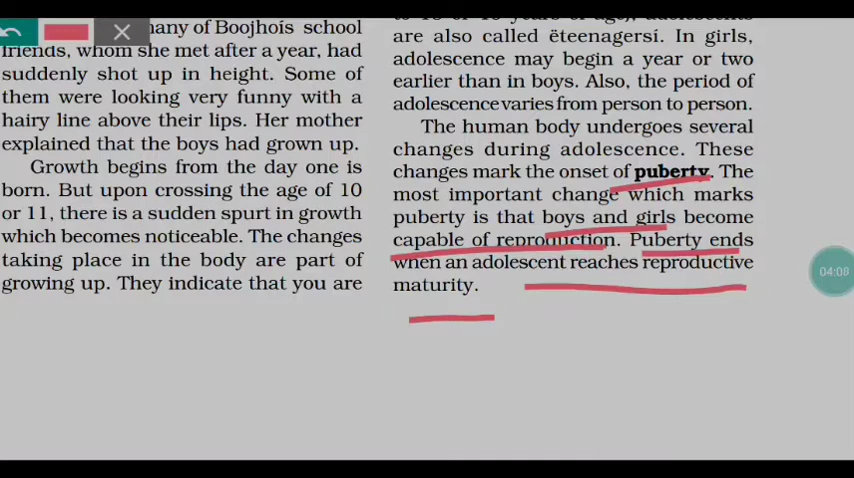 many of Boojhoís school
friends, whom she met after a year, had
suddenly shot up in height. Some of
them were looking very funny with a
hairy line above their lips. Her mother
explained that the boys had grown up.
Growth begins from the day one is
born. But upon crossing the age of 10
or 11, there is a sudden spurt in growth
which becomes noticeable. The changes
taking place in the body are part of
growing up. They indicate that you are
of age), adolescents
are also called ëteenagersí. In girls,
adolescence may begin a year or two
earlier than in boys. Also, the period of
adolescence varies from person to person.
The human body undergoes several
changes during adolescence. These
changes mark the onset of puberty. The
most important change which marks
puberty is that boys and girls become
capable of reproduction. Puberty ends
when an adolescent reaches reproductive
maturity.
04:08